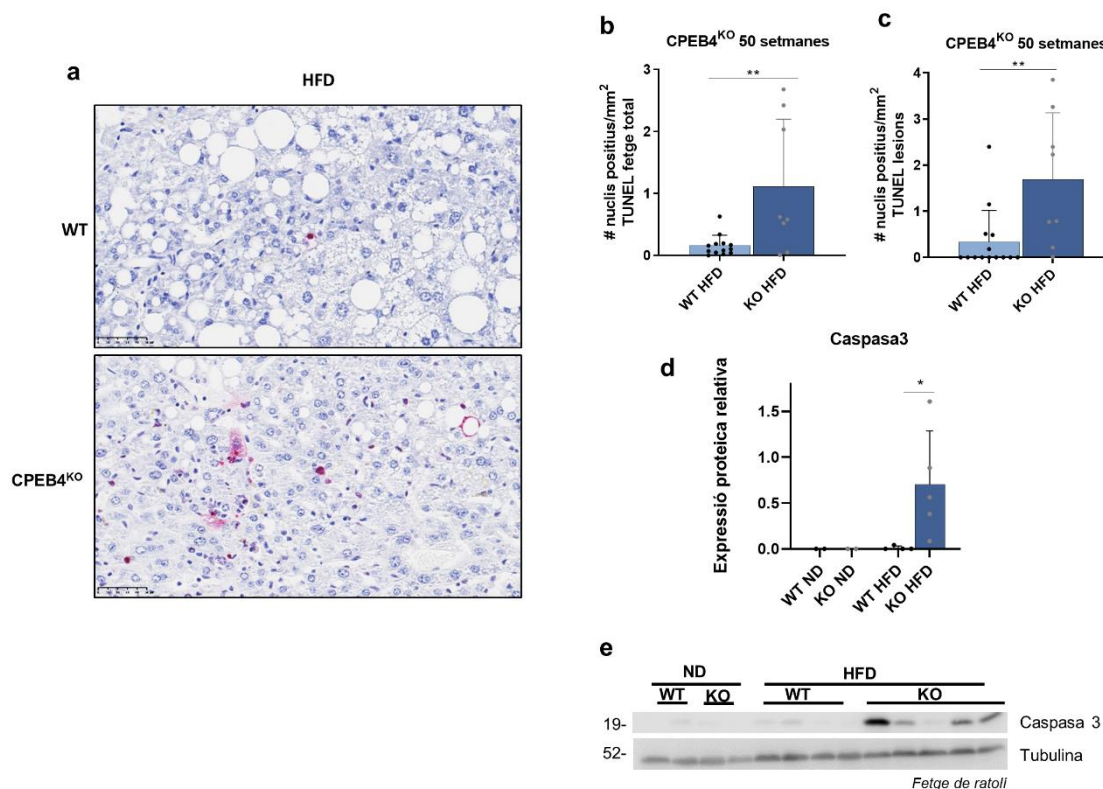 a
HFD
WT
CPEB4KO
b
CPEB4KO 50 setmanes
# nuclis positius/mm2
TUNEL fetge total
3
2
1
0
**
WT HFD
KO HFD
c
CPEB4KO 50 setmanes
# nuclis positius/mm2
TUNEL lesions
4
3
2
1
0
**
WT HFD
KO HFD
d
Caspasa3
Expressió proteica relativa
1.5
1.0
0.5
0.0
*
WT ND
KO ND
WT HFD
KO HFD
e
ND
HFD
WT
KO
WT
KO
19-
Caspasa 3
52-
Tubulina
Fetge de ratolí